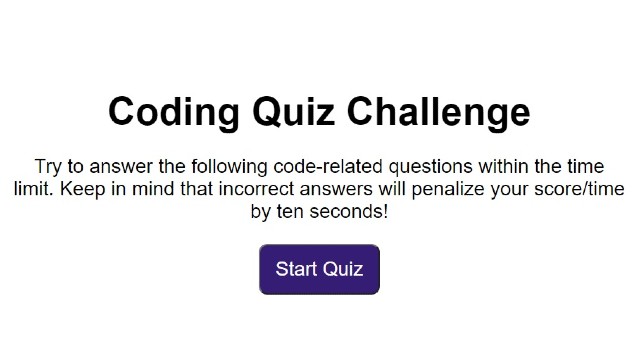 Coding Quiz Challenge
Try to answer the following code-related questions within the time
limit. Keep in mind that incorrect answers will penalize your score/time
by ten seconds!
Start Quiz